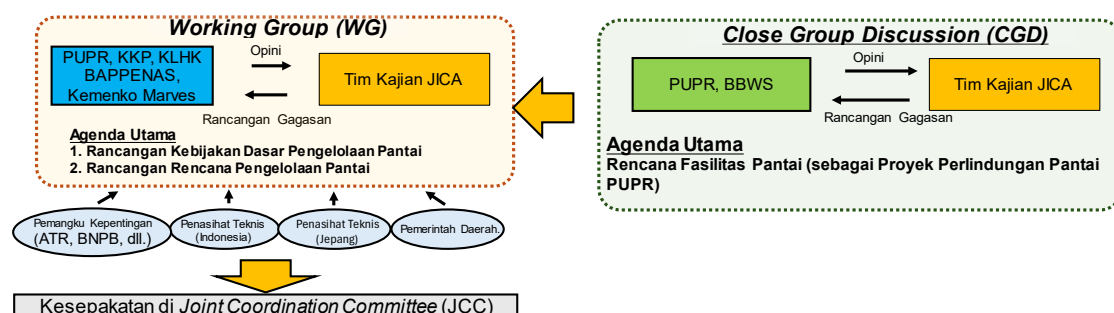 Working Group (WG)
PUPR, KKP, KLHK
BAPPENAS,
Kemenko Marves
Opini
Rancangan Gagasan
Tim Kajian JICA
Agenda Utama
1. Rancangan Kebijakan Dasar Pengelolaan Pantai
2. Rancangan Rencana Pengelolaan Pantai
Pemangku Kepentingan
(ATR, BNPB, dll.)
Penasihat Teknis
(Indonesia)
Penasihat Teknis
(Jepang)
Pemerintah Daerah.
Kesepakatan di Joint Coordination Committee (JCC)
Close Group Discussion (CGD)
PUPR, BBWS
Opini
Rancangan Gagasan
Tim Kajian JICA
Agenda Utama
Rencana Fasilitas Pantai (sebagai Proyek Perlindungan Pantai
PUPR)